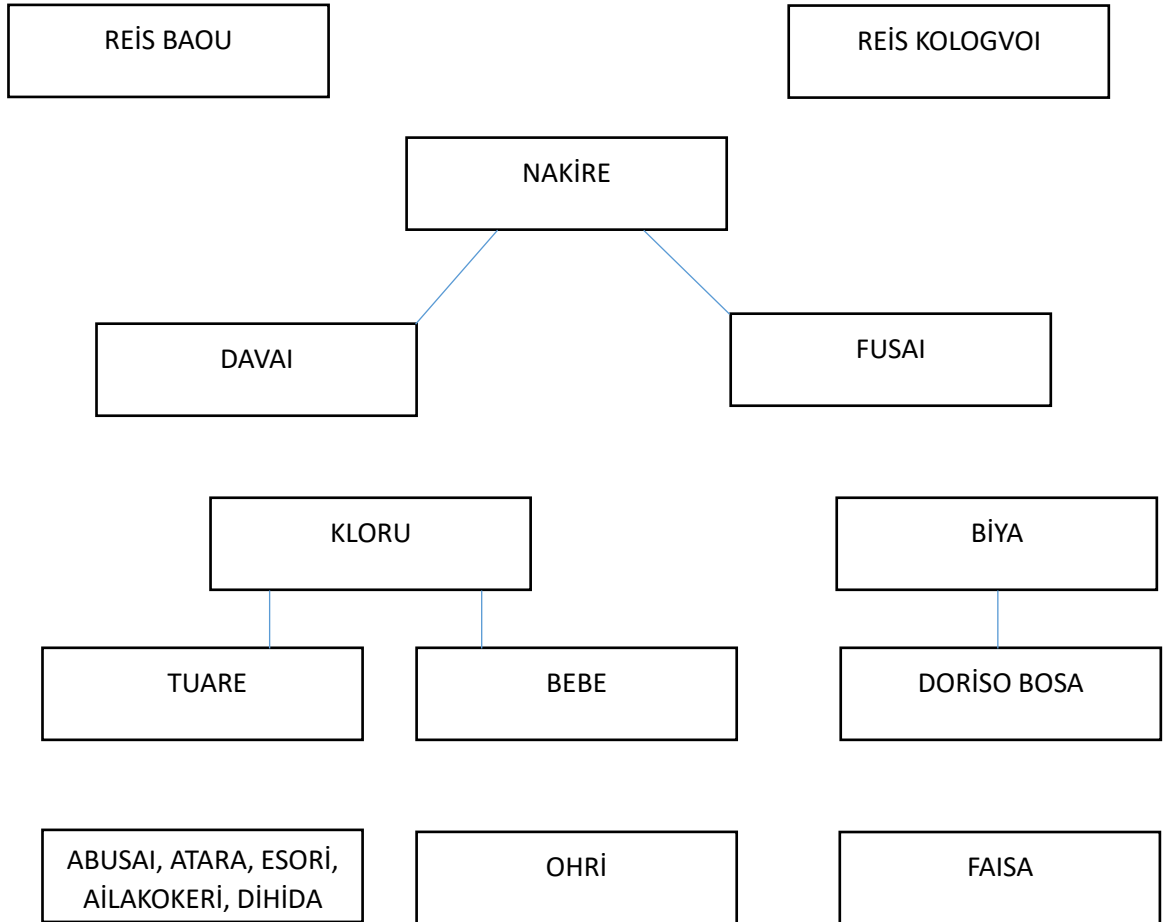 REİS BAOU
REİS KOLOGVOI
NAKİRE
DAVAI
FUSAI
KLORU
BİYA
TUARE
BEBE
DORİSO BOSA
ABUSAI, ATARA, ESORİ,
AİLAKOKERİ, DİHİDA
OHRİ
FAISA